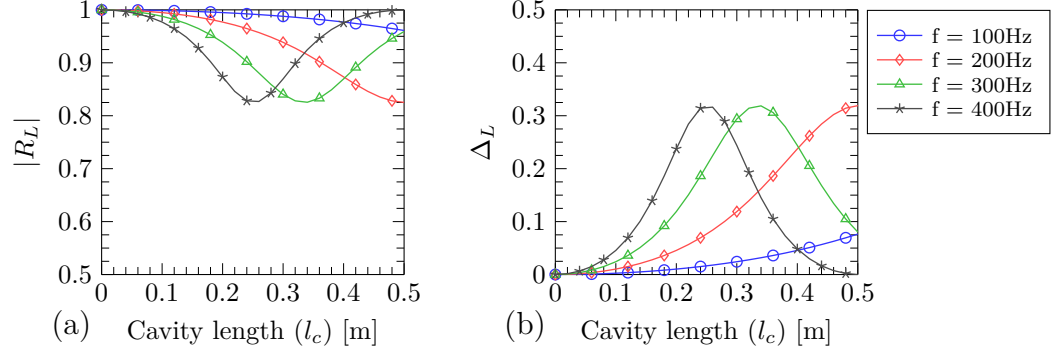 1
0.9
0.8
0.7
0.6
0.5
|R_L|
0
0.1
0.2
0.3
0.4
0.5
(a)
Cavity length (l_c) [m]
0.5
0.4
0.3
0.2
0.1
0
Δ_L
0
0.1
0.2
0.3
0.4
0.5
(b)
Cavity length (l_c) [m]
f = 100Hz
f = 200Hz
f = 300Hz
f = 400Hz